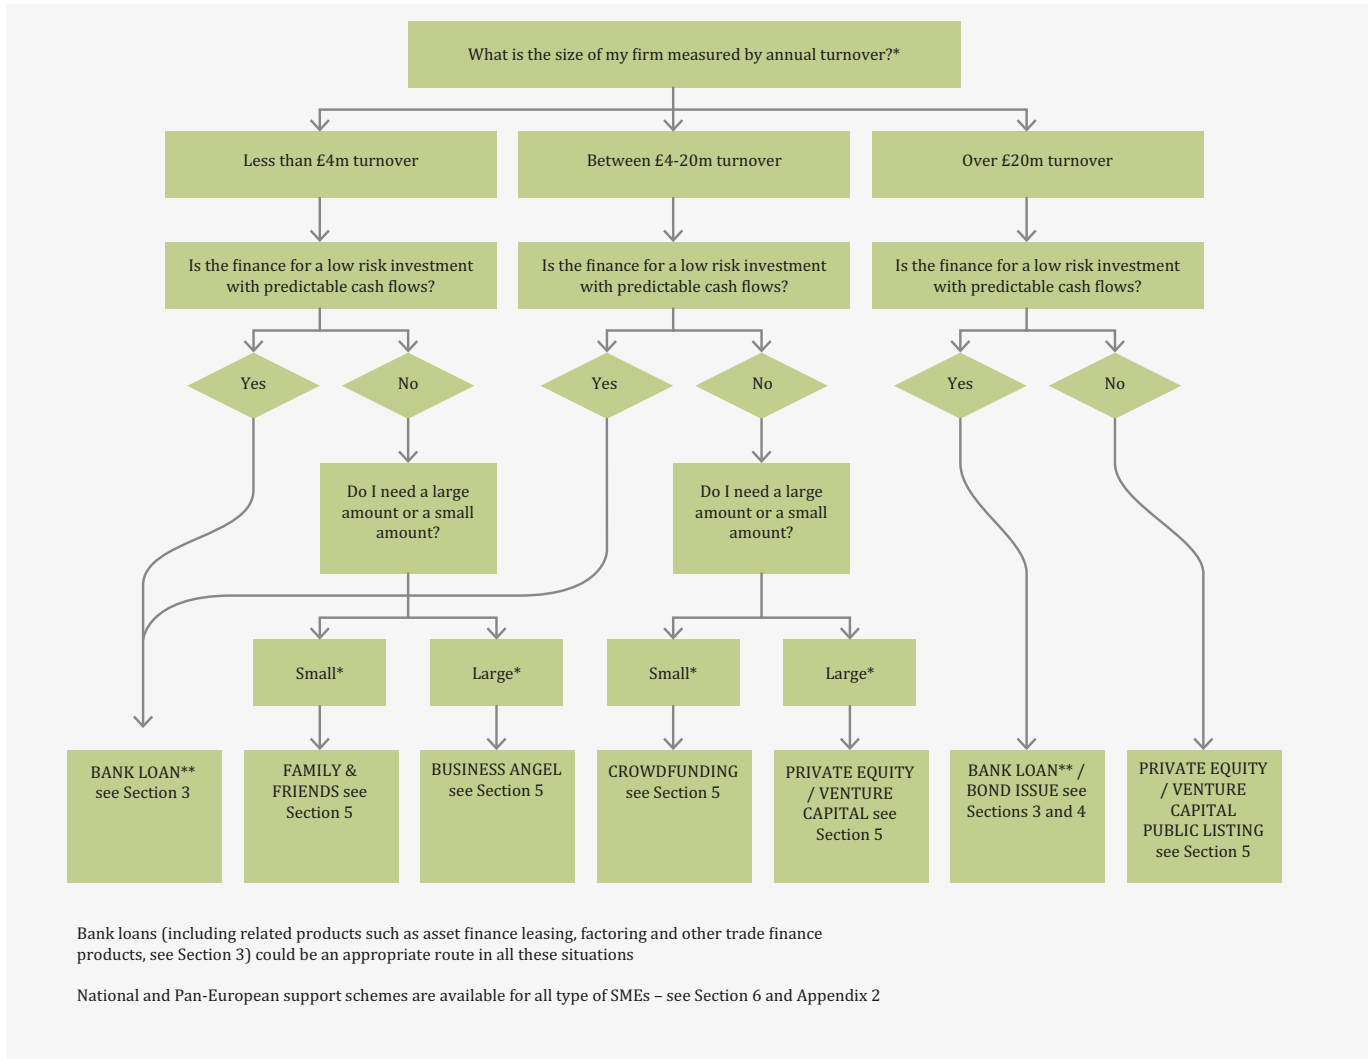 What is the size of my firm measured by annual turnover?*
Less than £4m turnover
Between £4-20m turnover
Over £20m turnover
Is the finance for a low risk investment
with predictable cash flows?
Is the finance for a low risk investment
with predictable cash flows?
Is the finance for a low risk investment
with predictable cash flows?
Yes
No
Yes
No
Yes
No
Do I need a large
amount or a small
amount?
Do I need a large
amount or a small
amount?
Small*
Large*
Small*
Large*
BANK LOAN**
see Section 3
FAMILY &
FRIENDS see
Section 5
BUSINESS ANGEL
see Section 5
CROWDFUNDING
see Section 5
PRIVATE EQUITY
/ VENTURE
CAPITAL see
Section 5
BANK LOAN** /
BOND ISSUE see
Sections 3 and 4
PRIVATE EQUITY
/ VENTURE
CAPITAL
PUBLIC LISTING
see Section 5
Bank loans (including related products such as asset finance leasing, factoring and other trade finance
products, see Section 3) could be an appropriate route in all these situations
National and Pan-European support schemes are available for all type of SMEs – see Section 6 and Appendix 2